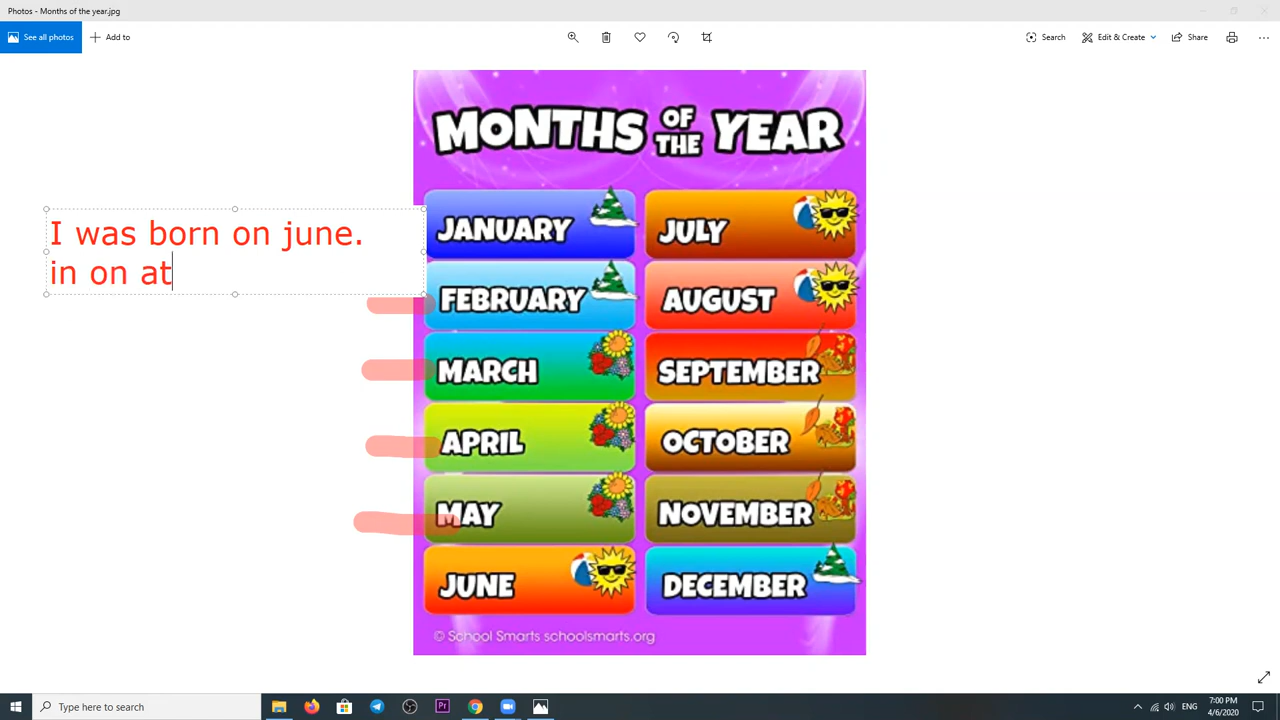 Photos - Months of the year.jpg
See all photos
Add to
Search
Edit & Create
Share
MONTHS OF THE YEAR
I was born on june.
in on at
JANUARY
FEBRUARY
MARCH
APRIL
MAY
JUNE
JULY
AUGUST
SEPTEMBER
OCTOBER
NOVEMBER
DECEMBER
© School Smarts schoolsmarts.org
Type here to search
Pr
ENG
7:00 PM
4/6/2020